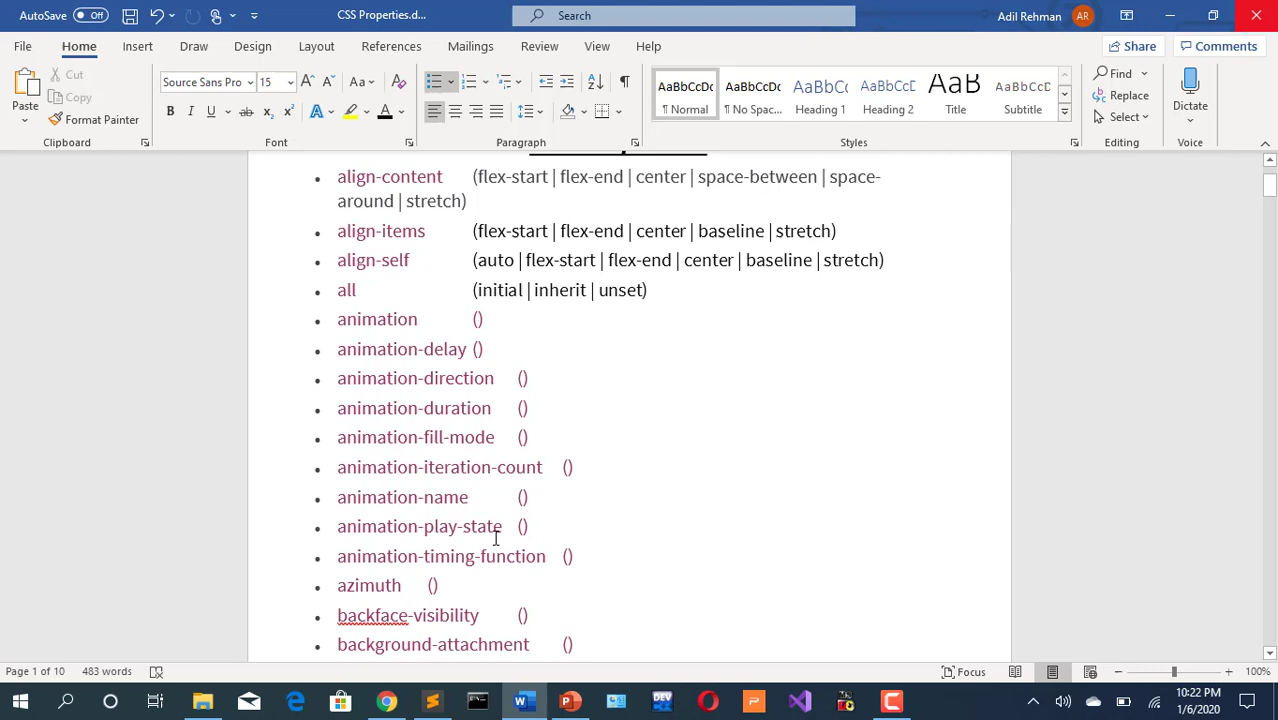 AutoSave Off CSS Properties.d... Search Adil Rehman AR
File Home Insert Draw Design Layout References Mailings Review View Help Share Comments
Paste Cut Copy Format Painter
Source Sans Pro 15 A A Aa A
B I U ab x₂ x² A A
AaBbCcDc AaBbCcDc AaBbCc AaBbCcD AaB AaBbCcD
¶ Normal ¶ No Spac... Heading 1 Heading 2 Title Subtitle
Find Replace Select Dictate
Clipboard Font Paragraph Styles Editing Voice
• align-content (flex-start | flex-end | center | space-between | space-
around | stretch)
• align-items (flex-start | flex-end | center | baseline | stretch)
• align-self (auto | flex-start | flex-end | center | baseline | stretch)
• all (initial | inherit | unset)
• animation ()
• animation-delay ()
• animation-direction ()
• animation-duration ()
• animation-fill-mode ()
• animation-iteration-count ()
• animation-name ()
• animation-play-state ()
• animation-timing-function ()
• azimuth ()
• backface-visibility ()
• background-attachment ()
Page 1 of 10 483 words Focus 100%
DEV
10:22 PM
1/6/2020